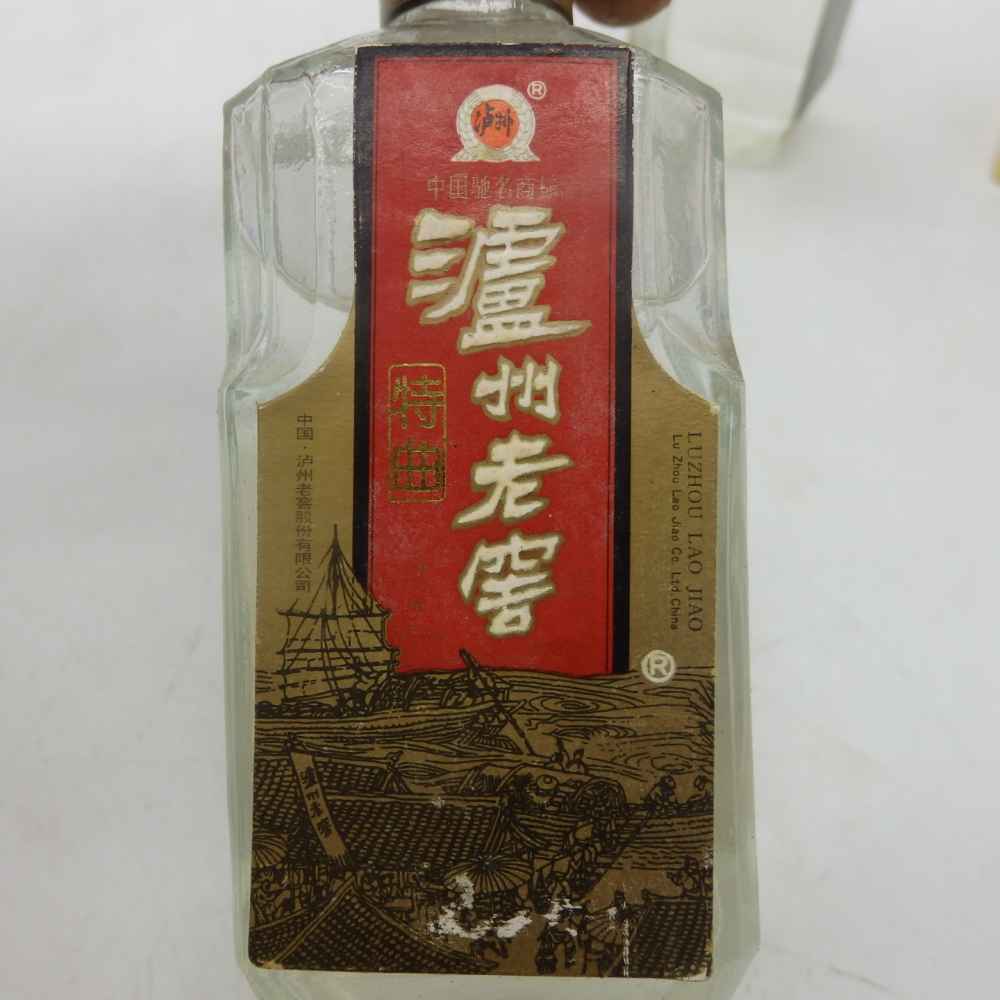 泸州
®
中国驰名商标
瀘州老窖
特曲
中国·泸州老窖股份有限公司
LUZHOU LAO JIAO
Lu Zhou Lao Jiao Co. Ltd.China
®